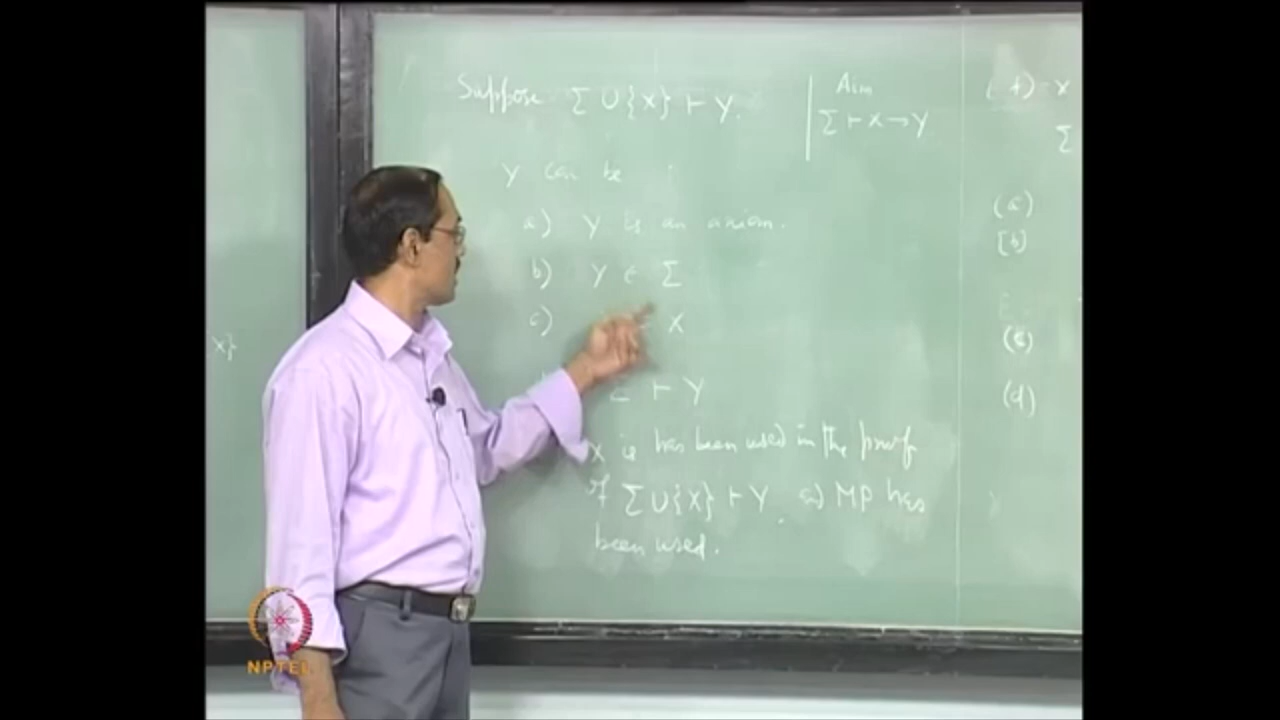 x}
Suppose Σ ∪ {X} ⊢ Y.
Aim
Σ ⊢ X → Y
Y can be :
a) Y is an axiom.
b) Y ∈ Σ
c) X
⊢ Y
X is has been used in the proof
of Σ ∪ {X} ⊢ Y. MP has
been used.
Σ
(a)
[b]
(d)
NPTEL